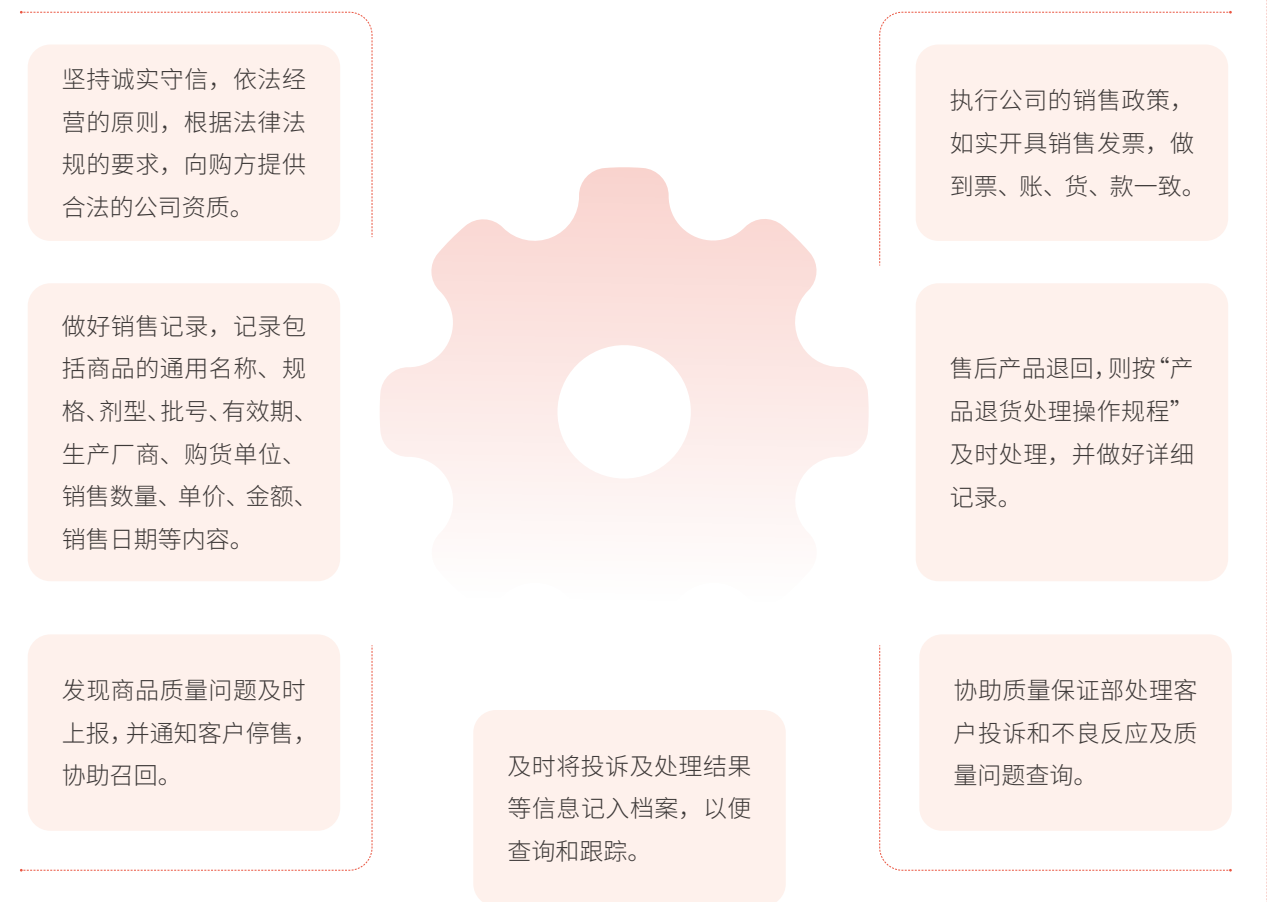 坚持诚实守信，依法经
营的原则，根据法律法
规的要求，向购方提供
合法的公司资质。
做好销售记录，记录包
括商品的通用名称、规
格、剂型、批号、有效期、
生产厂商、购货单位、
销售数量、单价、金额、
销售日期等内容。
发现商品质量问题及时
上报，并通知客户停售，
协助召回。
及时将投诉及处理结果
等信息记入档案，以便
查询和跟踪。
执行公司的销售政策，
如实开具销售发票，做
到票、账、货、款一致。
售后产品退回，则按“产
品退货处理操作规程”
及时处理，并做好详细
记录。
协助质量保证部处理客
户投诉和不良反应及质
量问题查询。